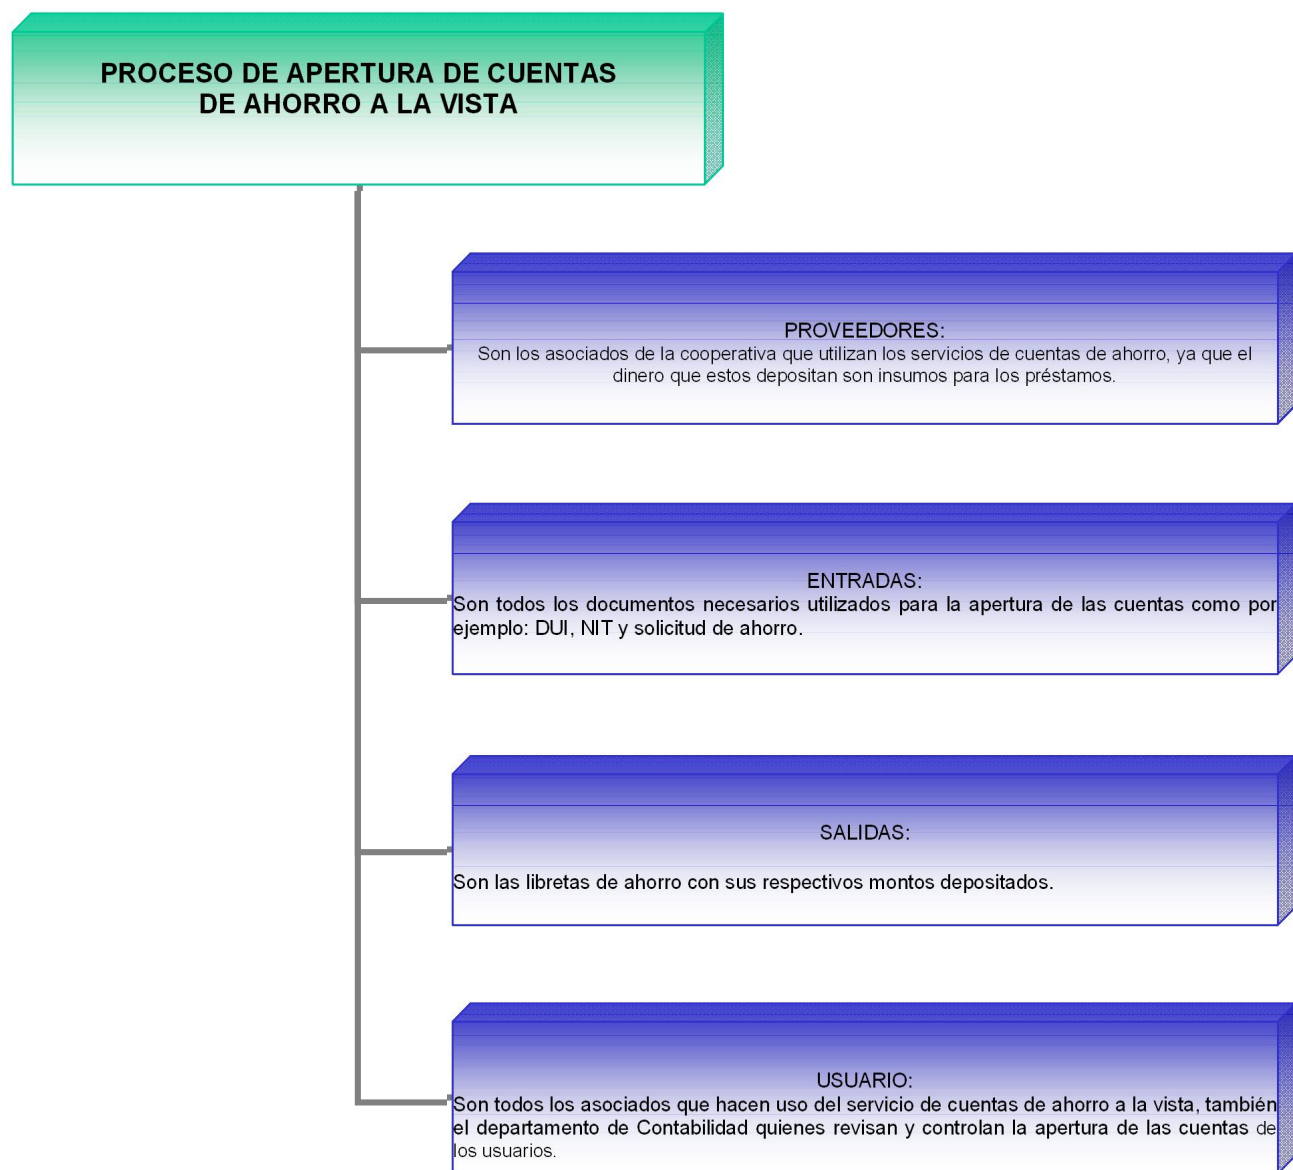 PROCESO DE APERTURA DE CUENTAS
DE AHORRO A LA VISTA
PROVEEDORES:
Son los asociados de la cooperativa que utilizan los servicios de cuentas de ahorro, ya que el
dinero que estos depositan son insumos para los préstamos.
ENTRADAS:
Son todos los documentos necesarios utilizados para la apertura de las cuentas como por
ejemplo: DUI, NIT y solicitud de ahorro.
SALIDAS:
Son las libretas de ahorro con sus respectivos montos depositados.
USUARIO:
Son todos los asociados que hacen uso del servicio de cuentas de ahorro a la vista, también
el departamento de Contabilidad quienes revisan y controlan la apertura de las cuentas de
los usuarios.